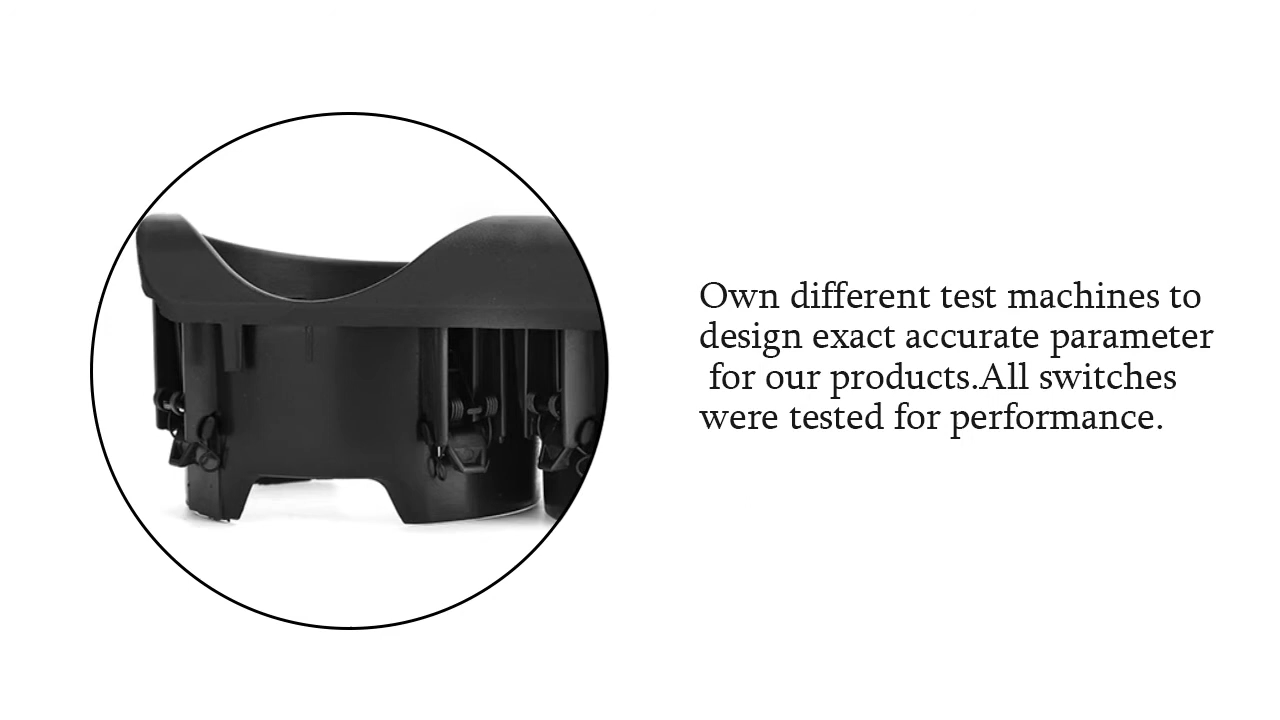 Own different test machines to
design exact accurate parameter
for our products.All switches
were tested for performance.